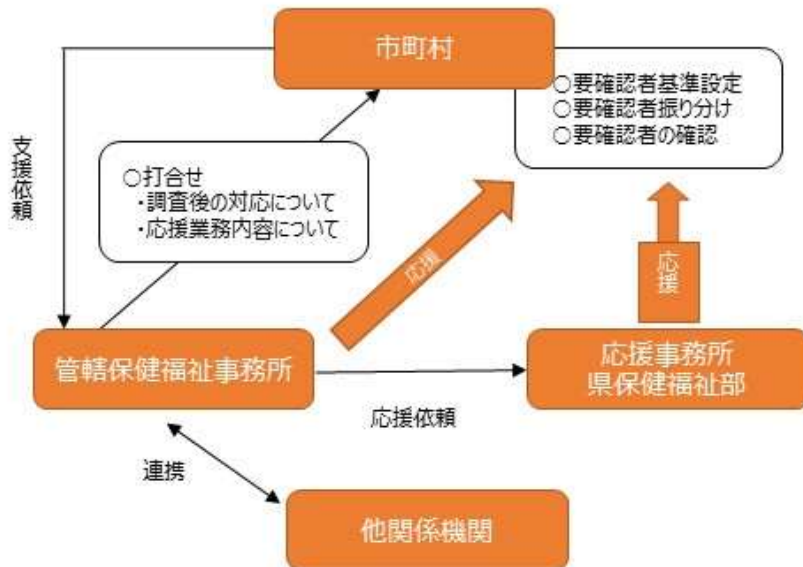 市町村
○要確認者基準設定
○要確認者振り分け
○要確認者の確認
支援依頼
○打合せ
・調査後の対応について
・応援業務内容について
応援
応援
管轄保健福祉事務所
応援事務所
県保健福祉部
応援依頼
連携
他関係機関